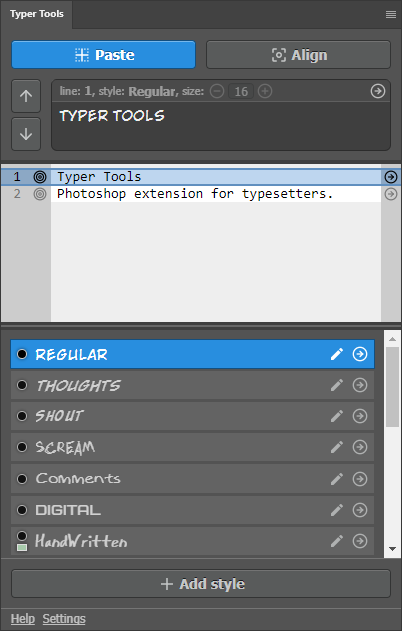 Typer Tools
Paste
Align
line: 1, style: Regular, size: 16
TYPER TOOLS
1 Typer Tools
2 Photoshop extension for typesetters.
REGULAR
THOUGHTS
SHOUT
SCREAM
Comments
DIGITAL
HandWritten
Add style
Help Settings